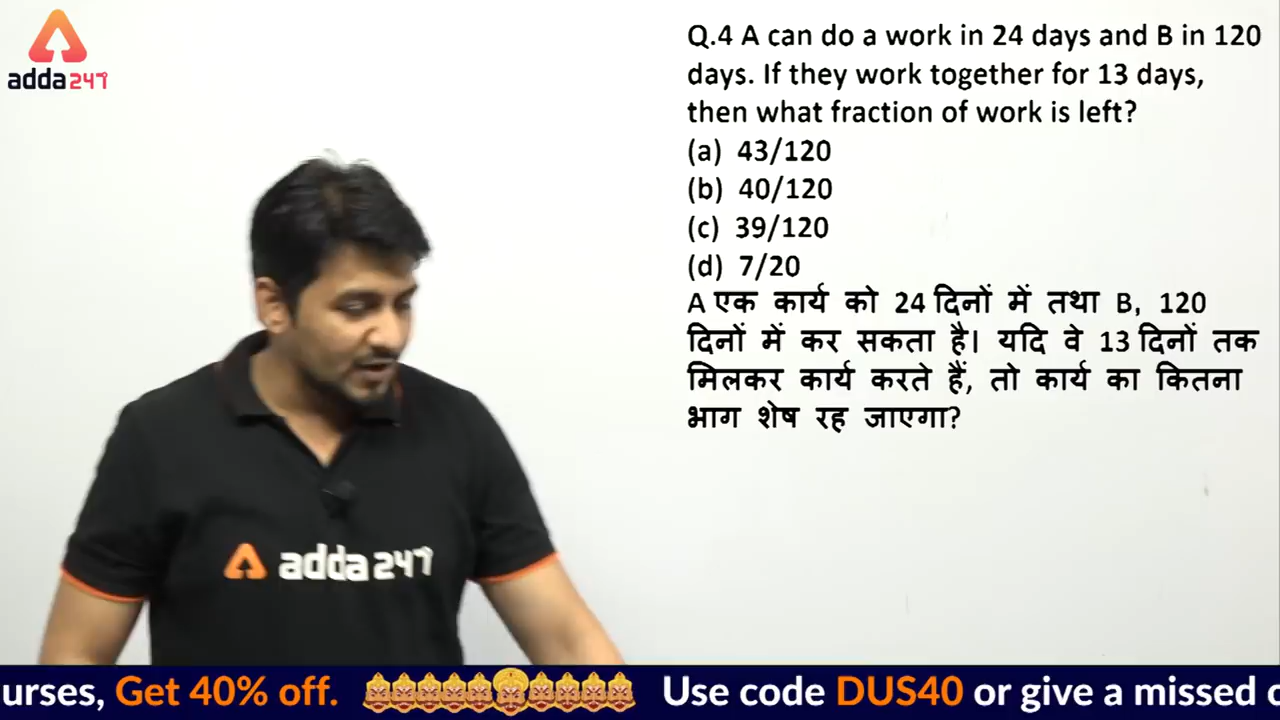 adda247
Q.4 A can do a work in 24 days and B in 120
days. If they work together for 13 days,
then what fraction of work is left?
(a) 43/120
(b) 40/120
(c) 39/120
(d) 7/20
A एक कार्य को 24 दिनों में तथा B, 120
दिनों में कर सकता है। यदि वे 13 दिनों तक
मिलकर कार्य करते हैं, तो कार्य का कितना
भाग शेष रह जाएगा?
adda247
urses, Get 40% off. Use code DUS40 or give a missed c